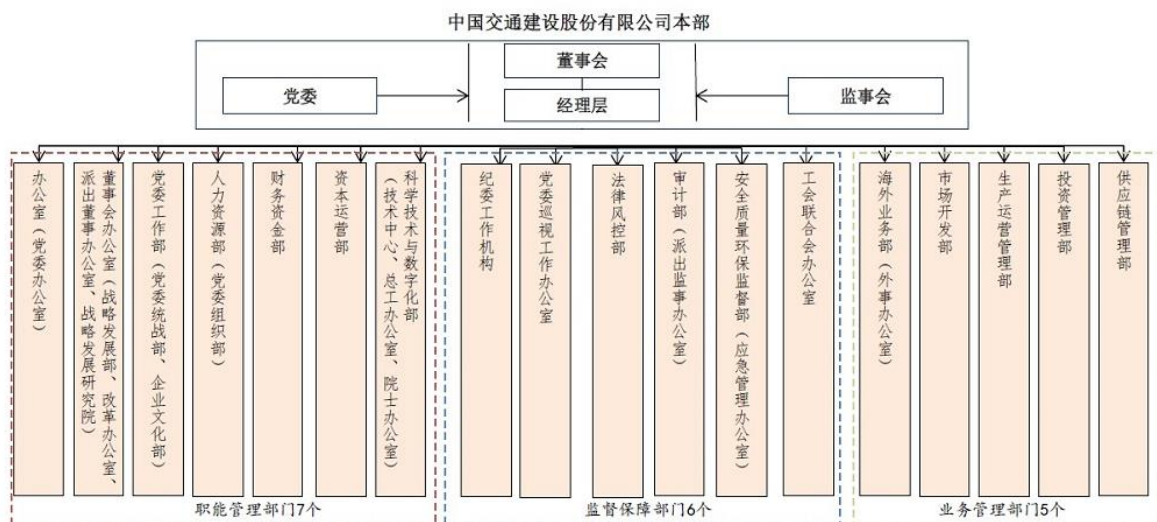 中国交通建设股份有限公司本部
董事会
党委
经理层
监事会
办公室（党委办公室）
董事会办公室（战略发展部、改革办公室、
派出董事办公室、战略发展研究院）
党委工作部（党委统战部、企业文化部）
人力资源部（党委组织部）
财务资金部
资本运营部
科学技术与数字化部
（技术中心、总工办公室、院士办公室）
纪委工作机构
党委巡视工作办公室
法律风控部
审计部（派出监事办公室）
安全质量环保监督部（应急管理办公室）
工会联合会办公室
海外业务部（外事办公室）
市场开发部
生产运营管理部
投资管理部
供应链管理部
职能管理部门7个
监督保障部门6个
业务管理部门5个